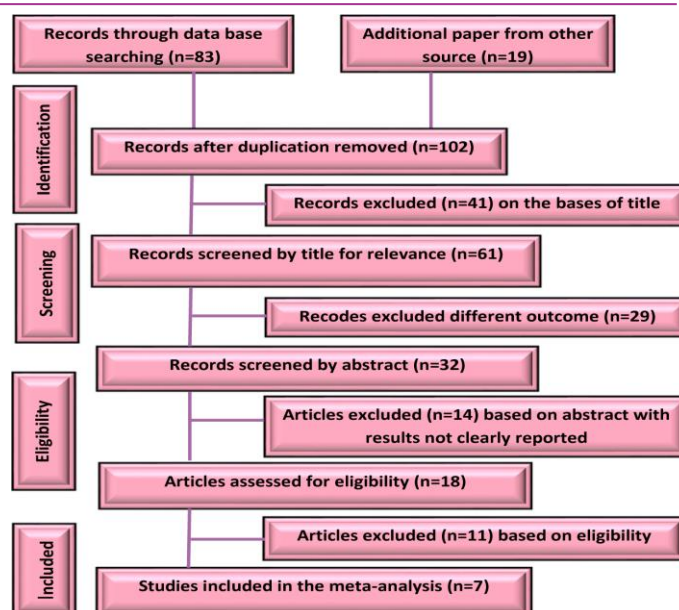 Records through data base
searching (n=83)
Additional paper from other
source (n=19)
Identification
Records after duplication removed (n=102)
Records excluded (n=41) on the bases of title
Screening
Records screened by title for relevance (n=61)
Recodes excluded different outcome (n=29)
Records screened by abstract (n=32)
Eligibility
Articles excluded (n=14) based on abstract with
results not clearly reported
Articles assessed for eligibility (n=18)
Included
Articles excluded (n=11) based on eligibility
Studies included in the meta-analysis (n=7)